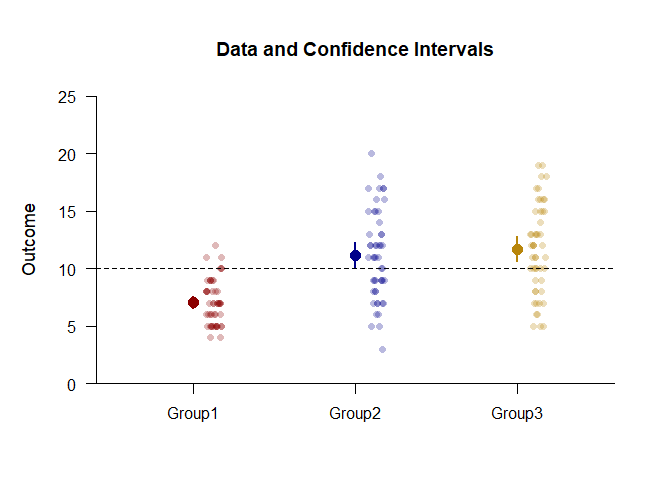 Data and Confidence Intervals
Outcome
25
20
15
10
5
0
Group1
Group2
Group3